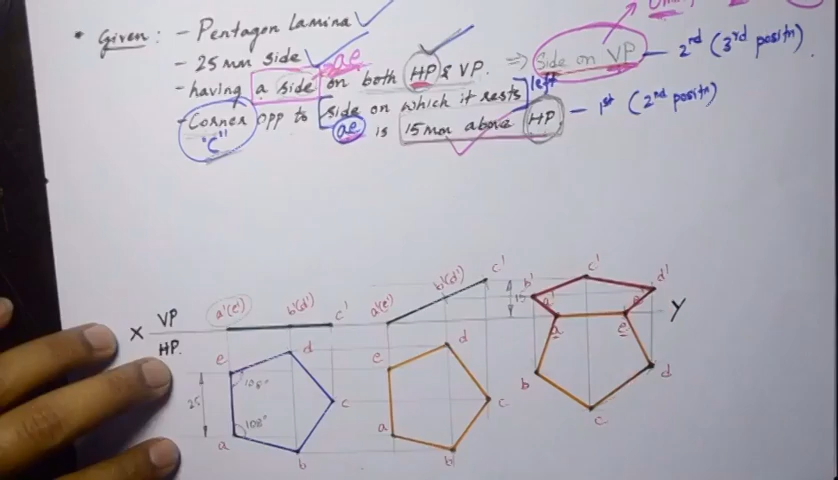 • Given : - Pentagon lamina
- 25 mm side
ae
- having a side on both HP & VP. ⇒ Side on VP — 2nd (3rd positn).
left
- Corner opp to side on which it rests
"C" ae is 15mm above HP — 1st (2nd positn)
X VP Y
HP.
a'(e') b'(d') c'
e d
108°
25 c
108°
a b
a'(e') b'(d') c'
15
e d
c
a b
b' c' d'
a' e'
a e
b d
c